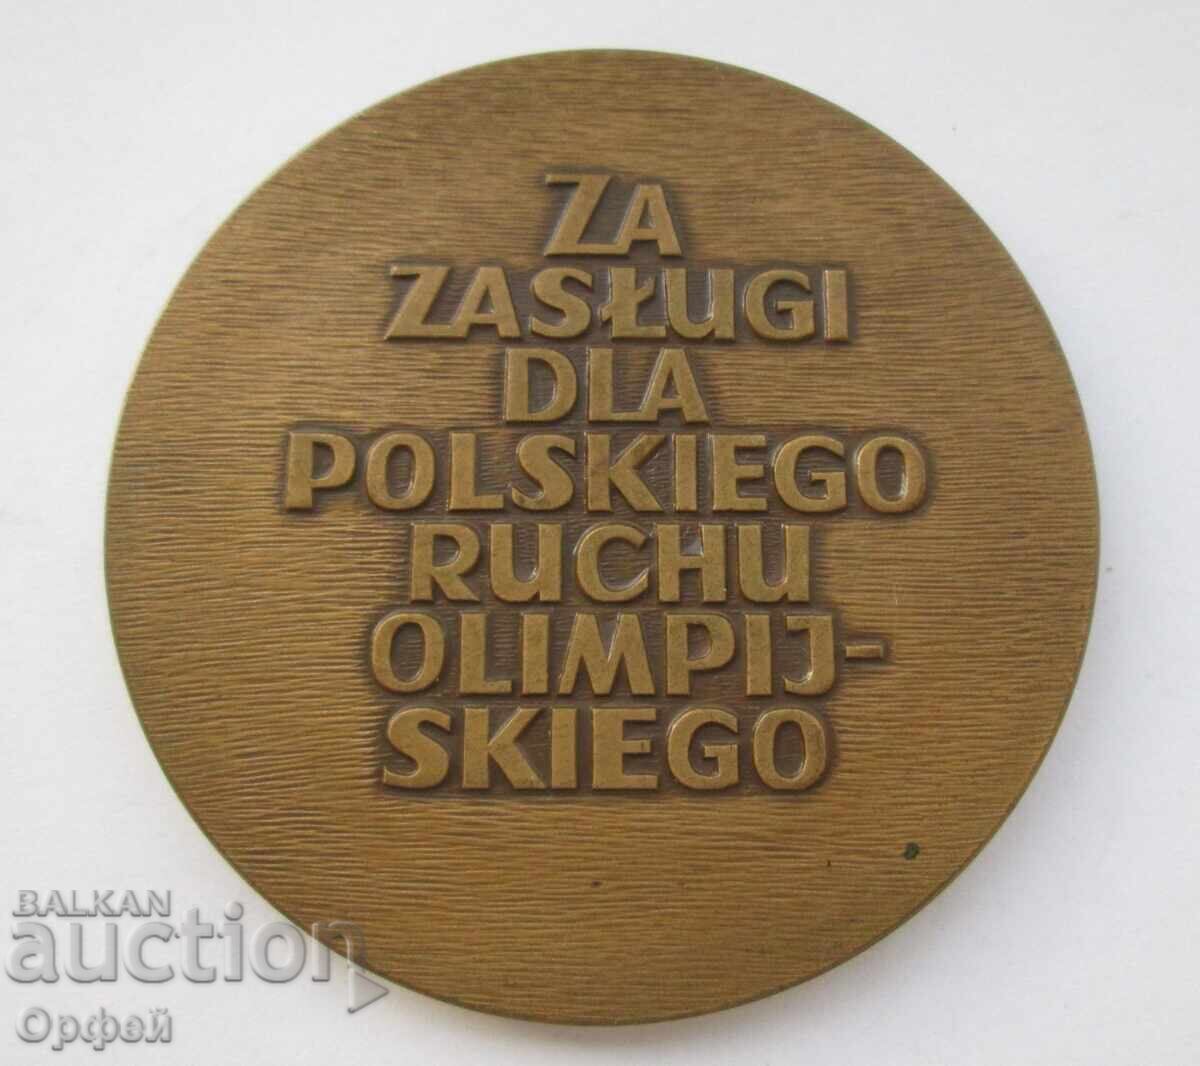 ZA
ZASŁUGI
DLA
POLSKIEGO
RUCHU
OLIMPIJ-
SKIEGO
BALKAN
auction
Орфей